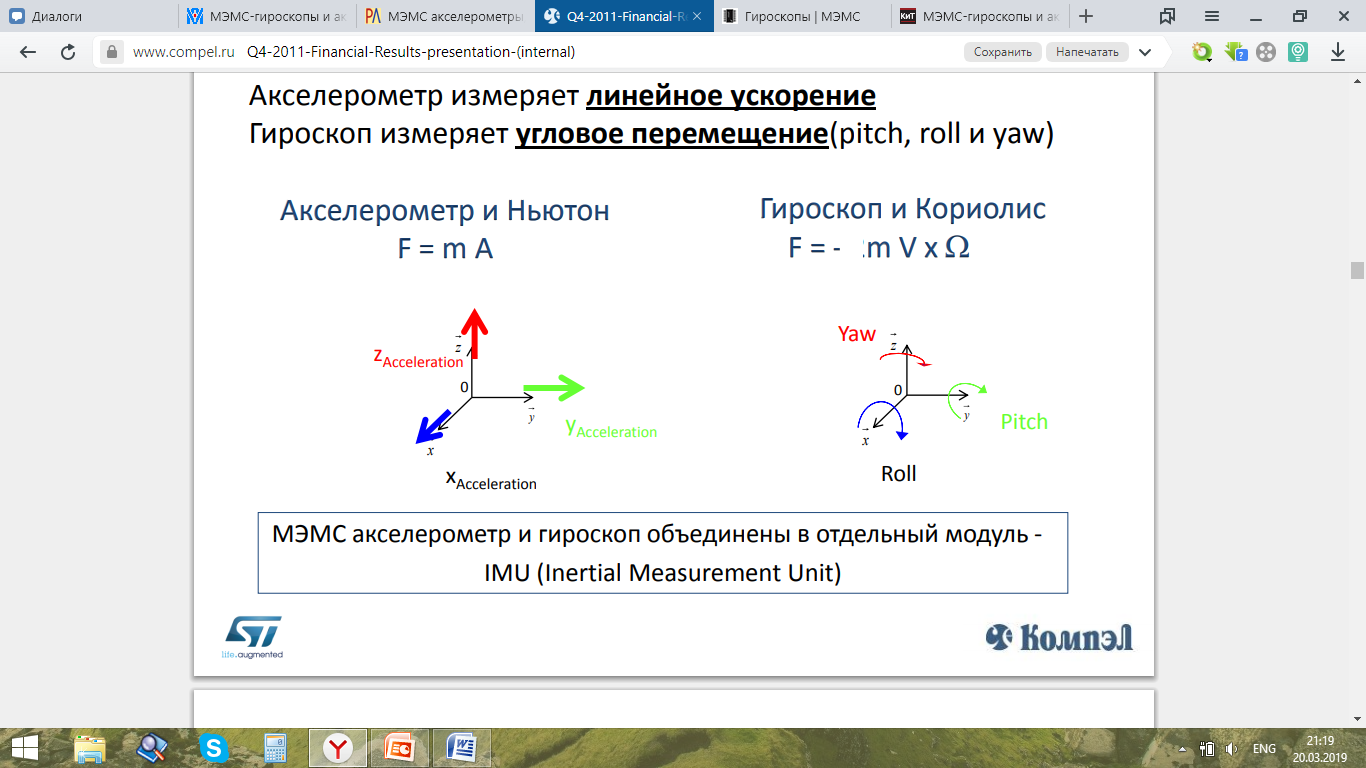 Диалоги
МЭМС-гироскопы и ак
МЭМС акселерометры
Q4-2011-Financial-R
Гироскопы | МЭМС
МЭМС-гироскопы и ак
www.compel.ru Q4-2011-Financial-Results-presentation-(internal)
Сохранить
Напечатать
Акселерометр измеряет линейное ускорение
Гироскоп измеряет угловое перемещение(pitch, roll и yaw)
Акселерометр и Ньютон
F = m A
Гироскоп и Кориолис
F = - 2m V x Ω
zAcceleration
z
0
y
x
yAcceleration
xAcceleration
Yaw
z
0
y
x
Pitch
Roll
МЭМС акселерометр и гироскоп объединены в отдельный модуль -
IMU (Inertial Measurement Unit)
ST
life.augmented
Компэл
ENG
21:19
20.03.2019